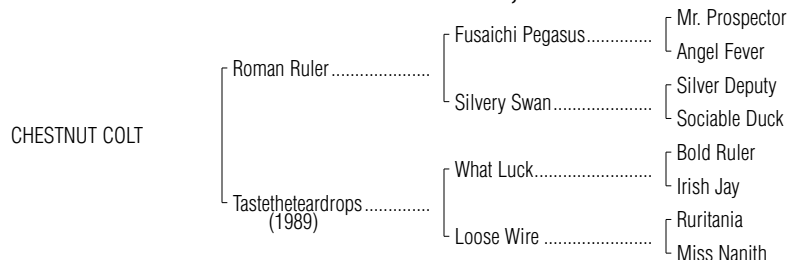 Mr. Prospector
Fusaichi Pegasus..............
Angel Fever
Roman Ruler.....................
Silver Deputy
Silvery Swan.....................
Sociable Duck
CHESTNUT COLT
Bold Ruler
What Luck.........................
Irish Jay
Tastetheteardrops..............
(1989)
Ruritania
Loose Wire .......................
Miss Nanith